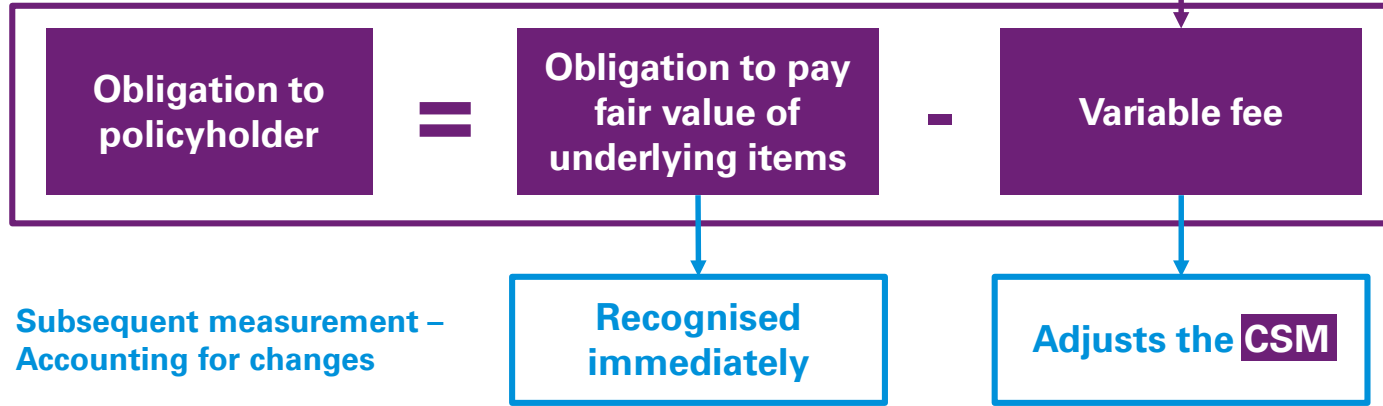 Obligation to
policyholder
=
Obligation to pay
fair value of
underlying items
-
Variable fee
Subsequent measurement –
Accounting for changes
Recognised
immediately
Adjusts the CSM